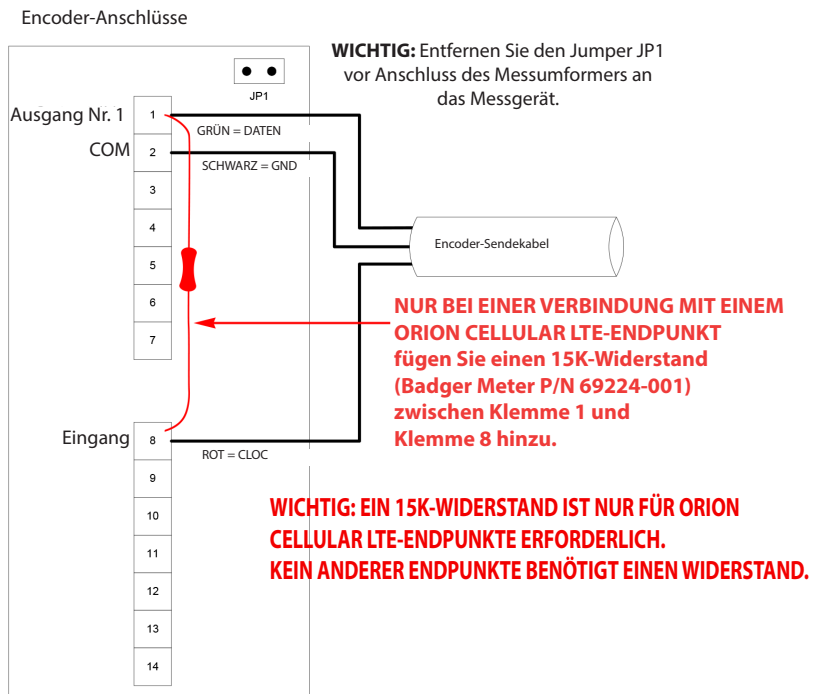 Encoder-Anschlüsse
WICHTIG: Entfernen Sie den Jumper JP1
vor Anschluss des Messumformers an
das Messgerät.
JP1
Ausgang Nr. 1
1
GRÜN = DATEN
COM
2
SCHWARZ = GND
3
4
Encoder-Sendekabel
5
6
7
NUR BEI EINER VERBINDUNG MIT EINEM
ORION CELLULAR LTE-ENDPUNKT
fügen Sie einen 15K-Widerstand
(Badger Meter P/N 69224-001)
zwischen Klemme 1 und
Klemme 8 hinzu.
Eingang
8
ROT = CLOC
9
10
11
12
13
14
WICHTIG: EIN 15K-WIDERSTAND IST NUR FÜR ORION
CELLULAR LTE-ENDPUNKTE ERFORDERLICH.
KEIN ANDERER ENDPUNKTE BENÖTIGT EINEN WIDERSTAND.